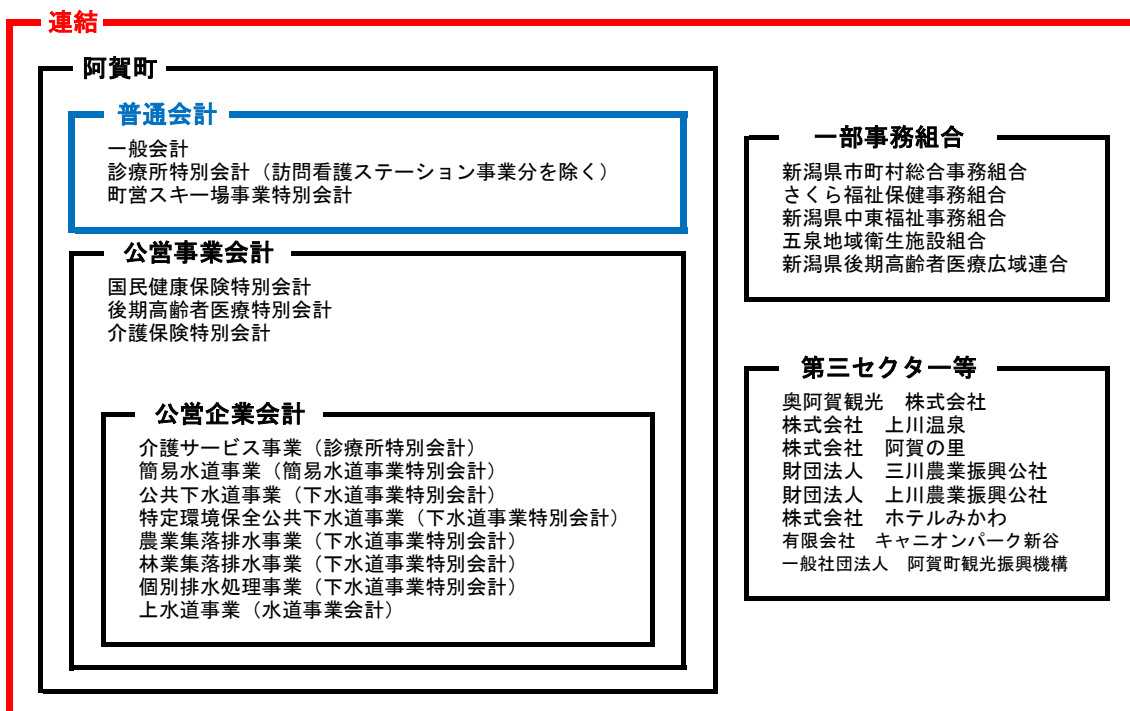 連結
阿賀町
普通会計
一般会計
診療所特別会計（訪問看護ステーション事業分を除く）
町営スキー場事業特別会計
公営事業会計
国民健康保険特別会計
後期高齢者医療特別会計
介護保険特別会計
公営企業会計
介護サービス事業（診療所特別会計）
簡易水道事業（簡易水道事業特別会計）
公共下水道事業（下水道事業特別会計）
特定環境保全公共下水道事業（下水道事業特別会計）
農業集落排水事業（下水道事業特別会計）
林業集落排水事業（下水道事業特別会計）
個別排水処理事業（下水道事業特別会計）
上水道事業（水道事業会計）
一部事務組合
新潟県市町村総合事務組合
さくら福祉保健事務組合
新潟県中東福祉事務組合
五泉地域衛生施設組合
新潟県後期高齢者医療広域連合
第三セクター等
奥阿賀観光　株式会社
株式会社　上川温泉
株式会社　阿賀の里
財団法人　三川農業振興公社
財団法人　上川農業振興公社
株式会社　ホテルみかわ
有限会社　キャニオンパーク新谷
一般社団法人　阿賀町観光振興機構